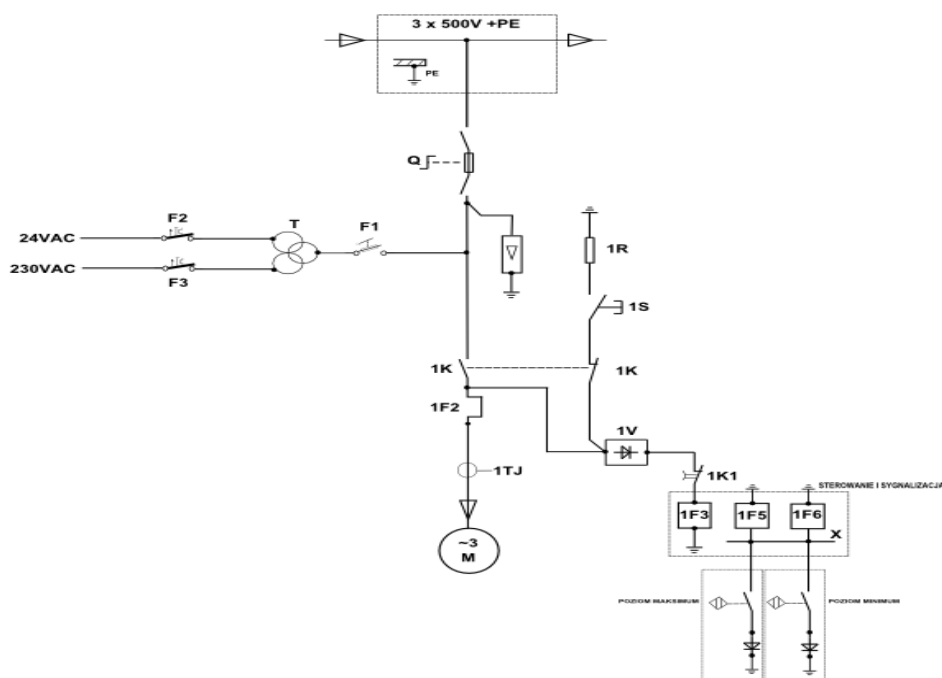 3 x 500V +PE
PE
Q
F2
T
F1
24VAC
230VAC
F3
1R
1S
1K
1K
1F2
1V
1TJ
1K1
STEROWANIE I SYGNALIZACJA
1F3
1F5
1F6
X
~3
M
POZIOM MAKSIMUM
POZIOM MINIMUM